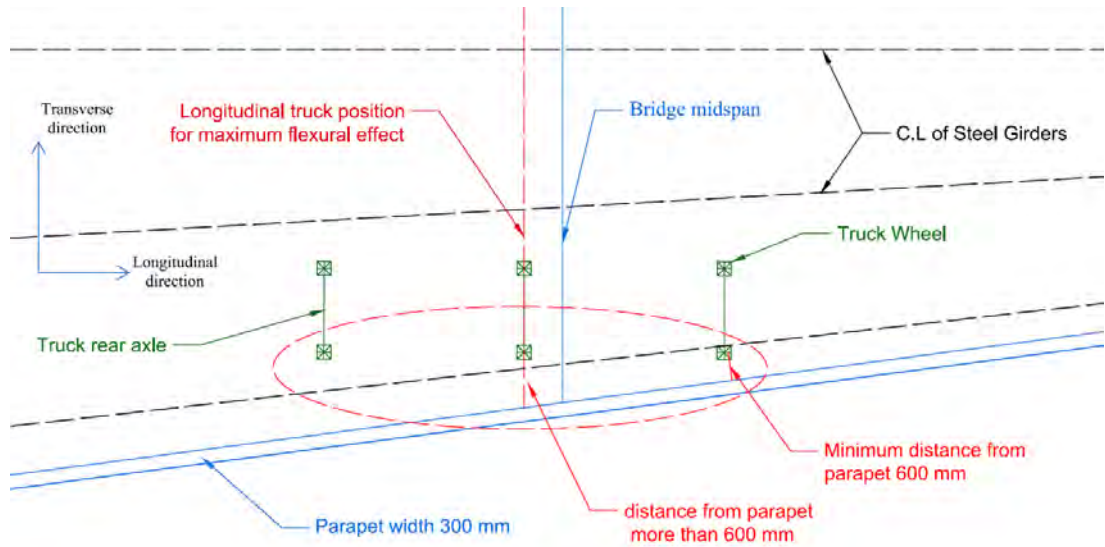 Transverse
direction
Longitudinal truck position
for maximum flexural effect
Bridge midspan
C.L of Steel Girders
Longitudinal
direction
Truck Wheel
Truck rear axle
Minimum distance from
parapet 600 mm
distance from parapet
more than 600 mm
Parapet width 300 mm